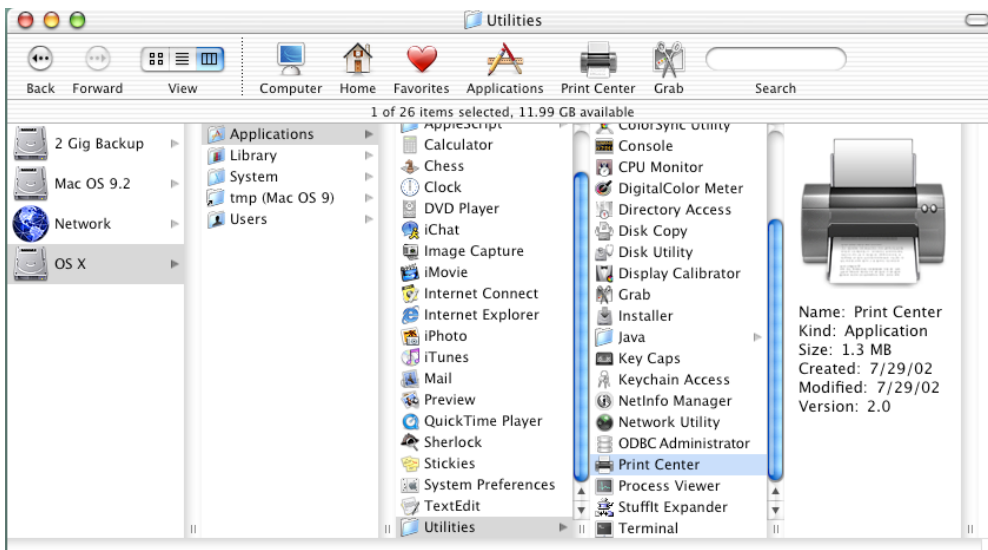 Utilities
Back Forward View Computer Home Favorites Applications Print Center Grab Search
1 of 26 items selected, 11.99 GB available
2 Gig Backup
Mac OS 9.2
Network
OS X
Applications
Library
System
tmp (Mac OS 9)
Users
AppleScript
Calculator
Chess
Clock
DVD Player
iChat
Image Capture
iMovie
Internet Connect
Internet Explorer
iPhoto
iTunes
Mail
Preview
QuickTime Player
Sherlock
Stickies
System Preferences
TextEdit
Utilities
ColorSync Utility
Console
CPU Monitor
DigitalColor Meter
Directory Access
Disk Copy
Disk Utility
Display Calibrator
Grab
Installer
Java
Key Caps
Keychain Access
NetInfo Manager
Network Utility
ODBC Administrator
Print Center
Process Viewer
StuffIt Expander
Terminal
Name: Print Center
Kind: Application
Size: 1.3 MB
Created: 7/29/02
Modified: 7/29/02
Version: 2.0